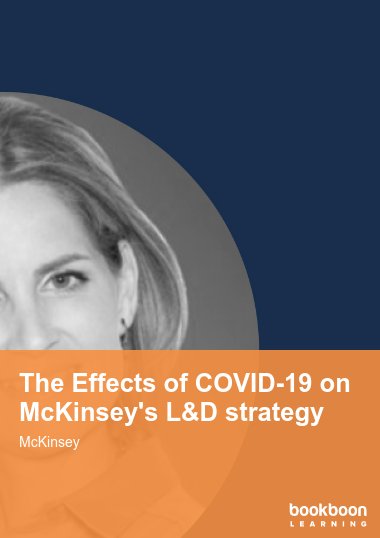 The Effects of COVID-19 on
McKinsey's L&D strategy
McKinsey
bookboon
LEARNING